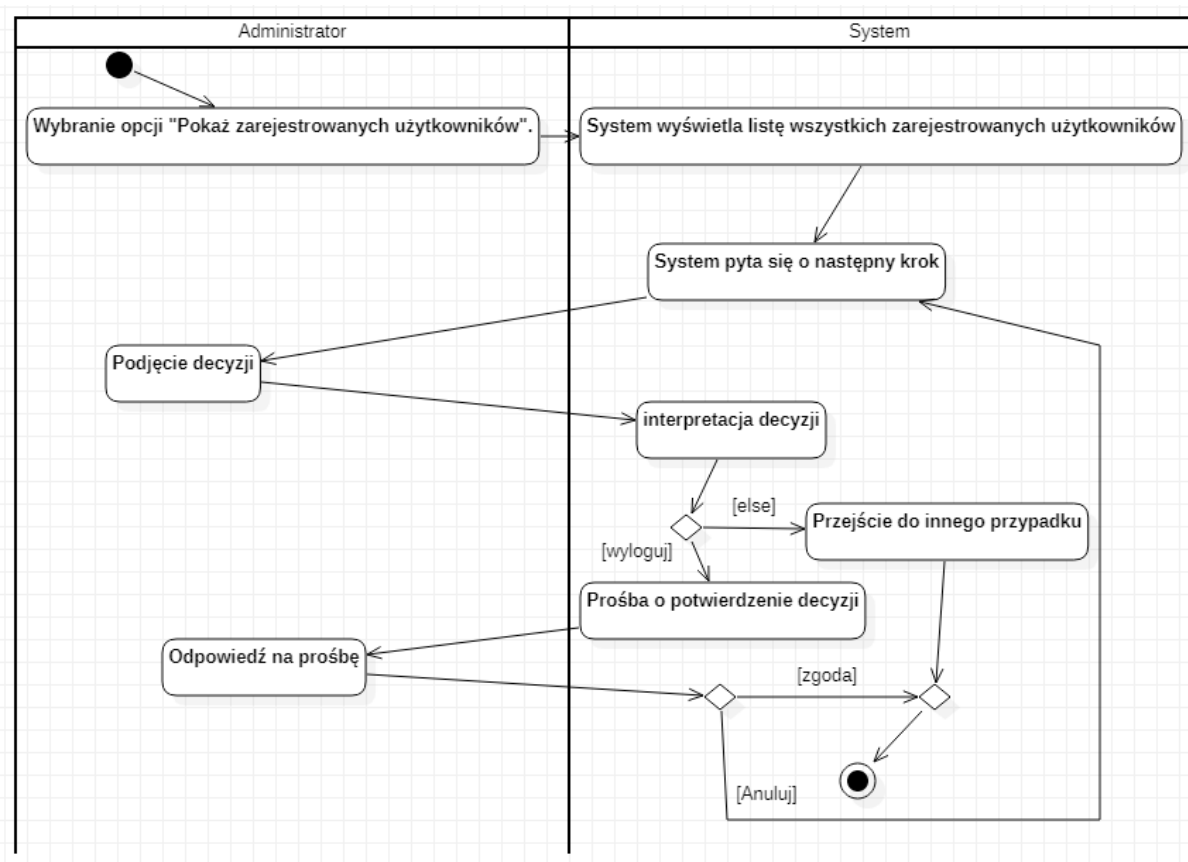 Administrator
System
Wybranie opcji "Pokaż zarejestrowanych użytkowników".
System wyświetla listę wszystkich zarejestrowanych użytkowników
System pyta się o następny krok
Podjęcie decyzji
interpretacja decyzji
[else]
Przejście do innego przypadku
[wyloguj]
Prośba o potwierdzenie decyzji
Odpowiedź na prośbę
[zgoda]
[Anuluj]